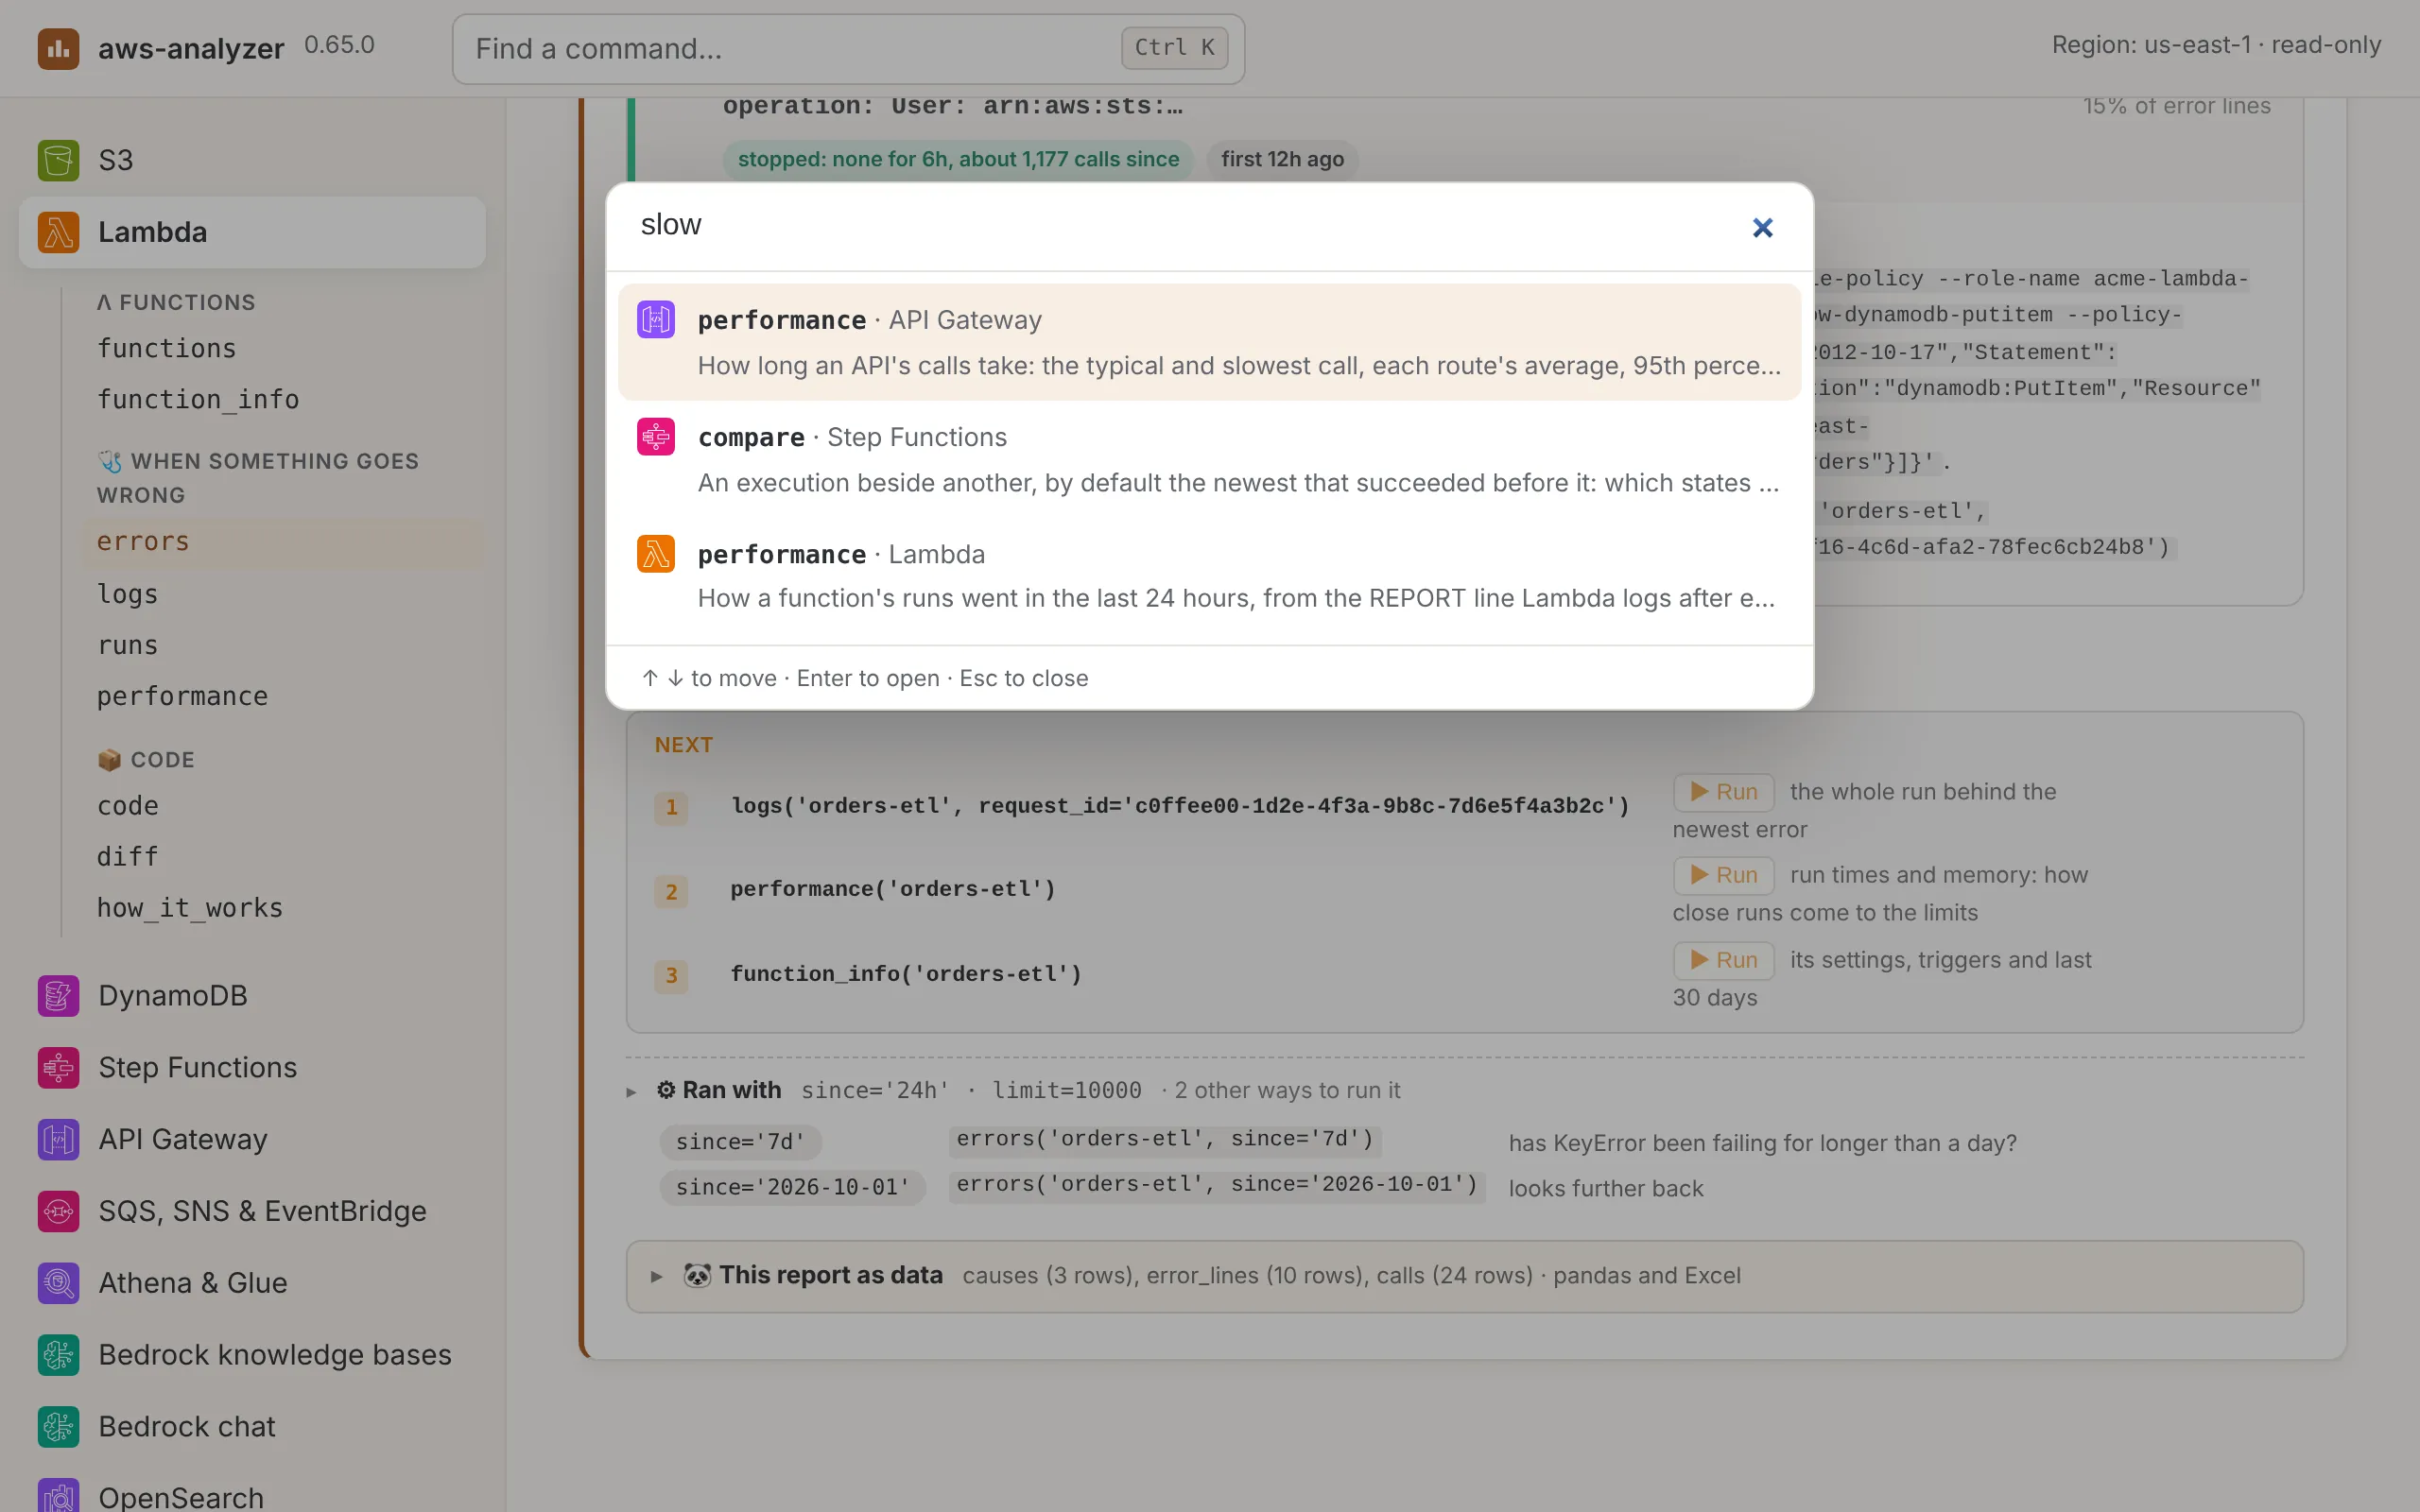 aws-analyzer 0.65.0
Find a command...
Ctrl K
Region: us-east-1 · read-only
S3
Lambda
Λ FUNCTIONS
functions
function_info
🩺 WHEN SOMETHING GOES
WRONG
errors
logs
runs
performance
📦 CODE
code
diff
how_it_works
DynamoDB
Step Functions
API Gateway
SQS, SNS & EventBridge
Athena & Glue
Bedrock knowledge bases
Bedrock chat
OpenSearch
operation: User: arn:aws:sts:…
15% of error lines
stopped: none for 6h, about 1,177 calls since
first 12h ago
slow
performance · API Gateway
How long an API's calls take: the typical and slowest call, each route's average, 95th perce...
compare · Step Functions
An execution beside another, by default the newest that succeeded before it: which states ...
performance · Lambda
How a function's runs went in the last 24 hours, from the REPORT line Lambda logs after e...
↑ ↓ to move · Enter to open · Esc to close
e-policy --role-name acme-lambda-
w-dynamodb-putitem --policy-
012-10-17","Statement":
ion":"dynamodb:PutItem","Resource"
east-
ders"}]}'.
'orders-etl',
f16-4c6d-afa2-78fec6cb24b8')
NEXT
1 logs('orders-etl', request_id='c0ffee00-1d2e-4f3a-9b8c-7d6e5f4a3b2c')
▶ Run the whole run behind the
newest error
2 performance('orders-etl')
▶ Run run times and memory: how
close runs come to the limits
3 function_info('orders-etl')
▶ Run its settings, triggers and last
30 days
▸ ⚙ Ran with since='24h' · limit=10000 · 2 other ways to run it
since='7d' errors('orders-etl', since='7d') has KeyError been failing for longer than a day?
since='2026-10-01' errors('orders-etl', since='2026-10-01') looks further back
▸ 🐼 This report as data causes (3 rows), error_lines (10 rows), calls (24 rows) · pandas and Excel